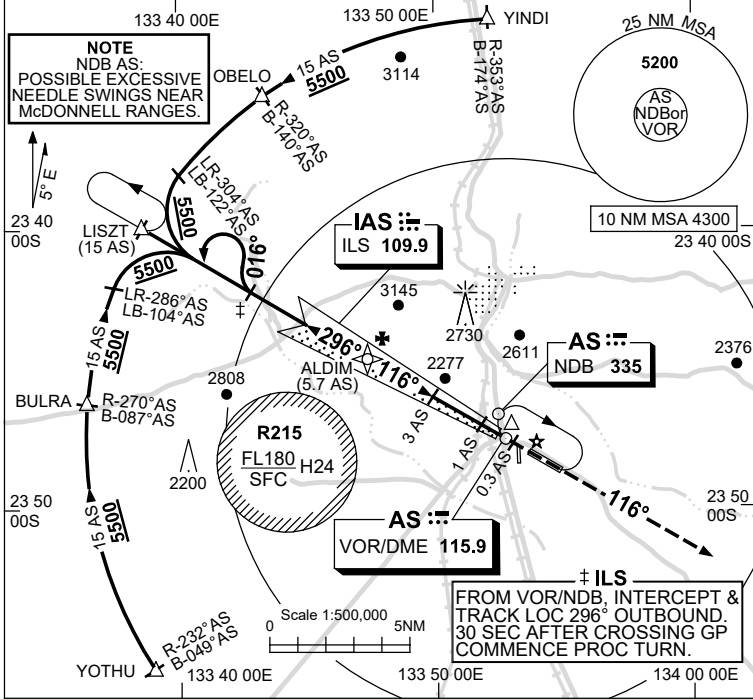 133 40 00E
133 50 00E
YINDI
NOTE
NDB AS:
POSSIBLE EXCESSIVE
NEEDLE SWINGS NEAR
McDONNELL RANGES.
15 AS
5500
3114
OBELO
R-353°AS
B-174°AS
R-320°AS
B-140°AS
25 NM MSA
5200
AS
NDBor
VOR
10 NM MSA 4300
5° E
23 40
00S
23 40 00S
LR-304°AS
LB-122°AS
5500
LISZT
(15 AS)
016°
IAS
ILS 109.9
5500
LR-286°AS
LB-104°AS
‡
3145
2730
2611
2376
296°
116°
ALDIM
(5.7 AS)
2277
AS
NDB 335
15 AS
5500
BULRA
R-270°AS
B-087°AS
2808
3 AS
1 AS
0.3 AS
R215
FL180
SFC
H24
2200
23 50
00S
23 50
00S
116°
15 AS
5500
AS
VOR/DME 115.9
‡ ILS
FROM VOR/NDB, INTERCEPT &
TRACK LOC 296° OUTBOUND.
30 SEC AFTER CROSSING GP
COMMENCE PROC TURN.
Scale 1:500,000
0
5NM
R-232°AS
B-049°AS
YOTHU
133 40 00E
133 50 00E
134 00 00E